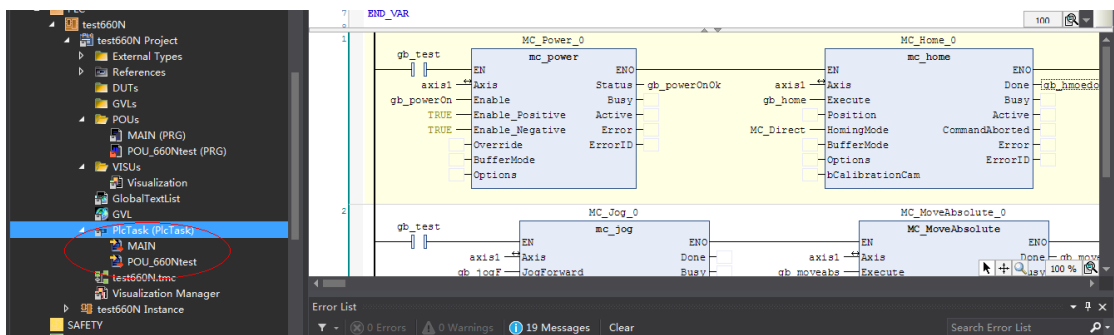 test660N
test660N Project
External Types
References
DUTs
GVLs
POUs
MAIN (PRG)
POU_660Ntest (PRG)
VISUs
Visualization
GlobalTextList
GVL
PlcTask (PlcTask)
MAIN
POU_660Ntest
test660N.tmc
Visualization Manager
test660N Instance
SAFETY
7 END_VAR
100
1
MC_Power_0
mc_power
gb_test
EN ENO
axis1 Axis Status gb_powerOnOk
gb_powerOn Enable Busy
TRUE Enable_Positive Active
TRUE Enable_Negative Error
Override ErrorID
BufferMode
Options
MC_Home_0
mc_home
EN ENO
axis1 Axis Done gb_hmoedo
gb_home Execute Busy
Position Active
MC_Direct HomingMode CommandAborted
BufferMode Error
Options ErrorID
bCalibrationCam
2
MC_Jog_0
mc_jog
gb_test
EN ENO
axis1 Axis Done
gb_jogF JogForward Busy
MC_MoveAbsolute_0
MC_MoveAbsolute
EN ENO
axis1 Axis Done gb_move
gb_moveabs Execute
100 %
Error List
0 Errors
0 Warnings
19 Messages
Clear
Search Error List